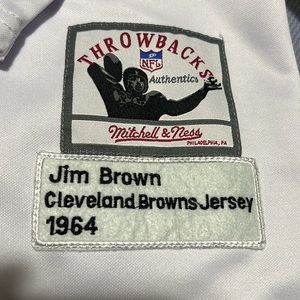 THROWBACKS
NFL
Authentics
Mitchell & Ness
PHILADELPHIA, PA
Jim Brown
Cleveland Browns Jersey
1964